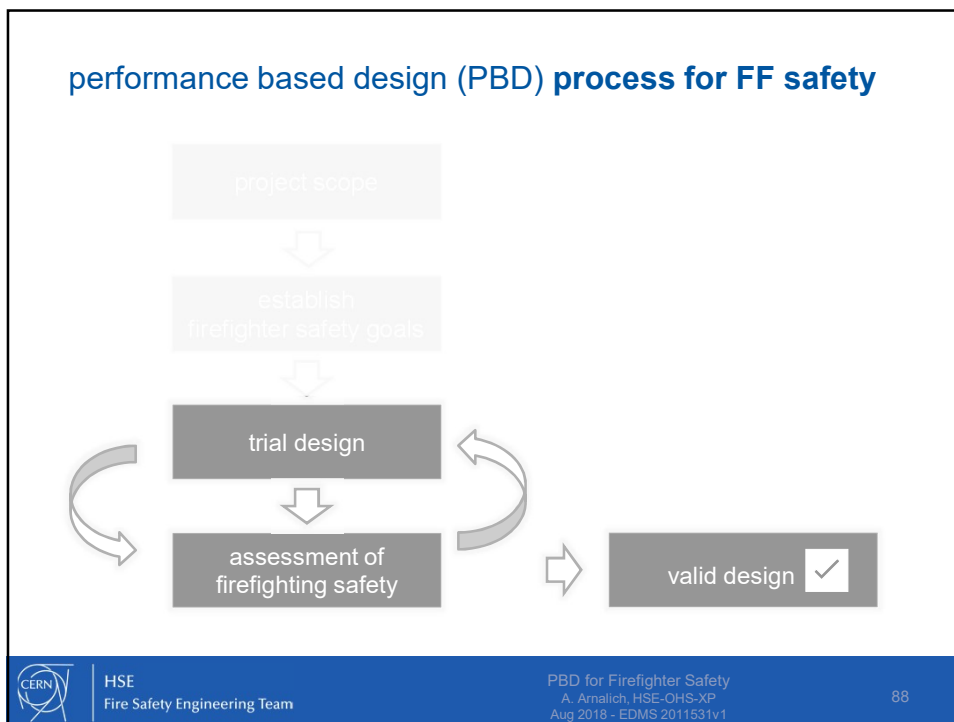 performance based design (PBD) process for FF safety
project scope
establish
firefighter safety goals
trial design
assessment of
firefighting safety
valid design
CERN
HSE
Fire Safety Engineering Team
PBD for Firefighter Safety
A. Arnalich, HSE-OHS-XP
Aug 2018 - EDMS 2011531v1
88